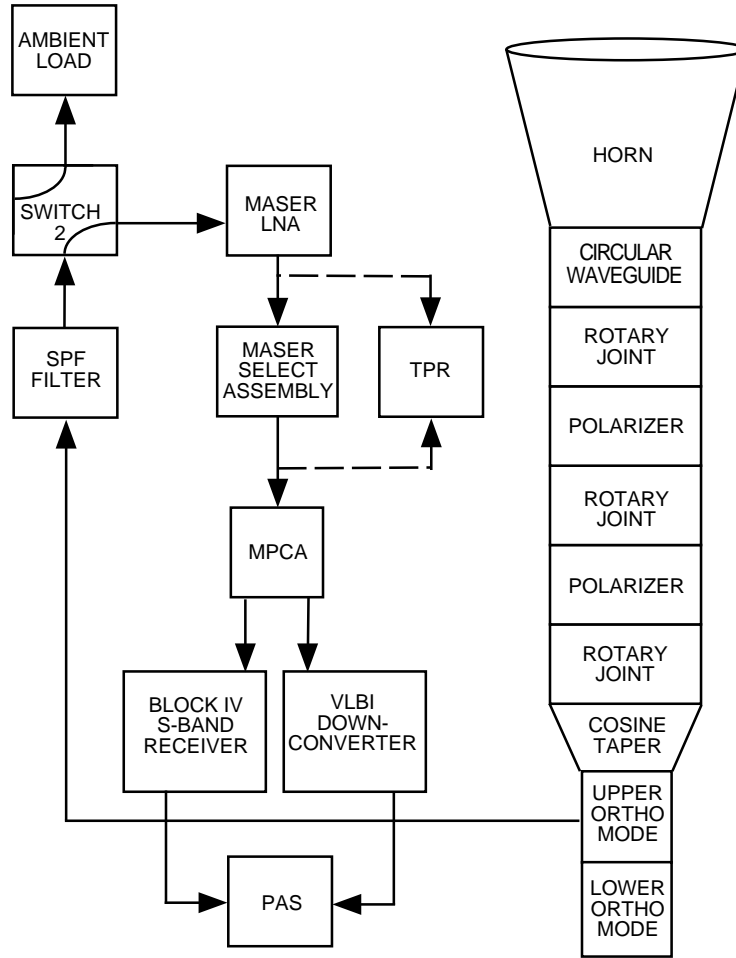 AMBIENT
LOAD
SWITCH
2
SPF
FILTER
MASER
LNA
MASER
SELECT
ASSEMBLY
TPR
MPCA
BLOCK IV
S-BAND
RECEIVER
VLBI
DOWN-
CONVERTER
PAS
HORN
CIRCULAR
WAVEGUIDE
ROTARY
JOINT
POLARIZER
ROTARY
JOINT
POLARIZER
ROTARY
JOINT
COSINE
TAPER
UPPER
ORTHO
MODE
LOWER
ORTHO
MODE